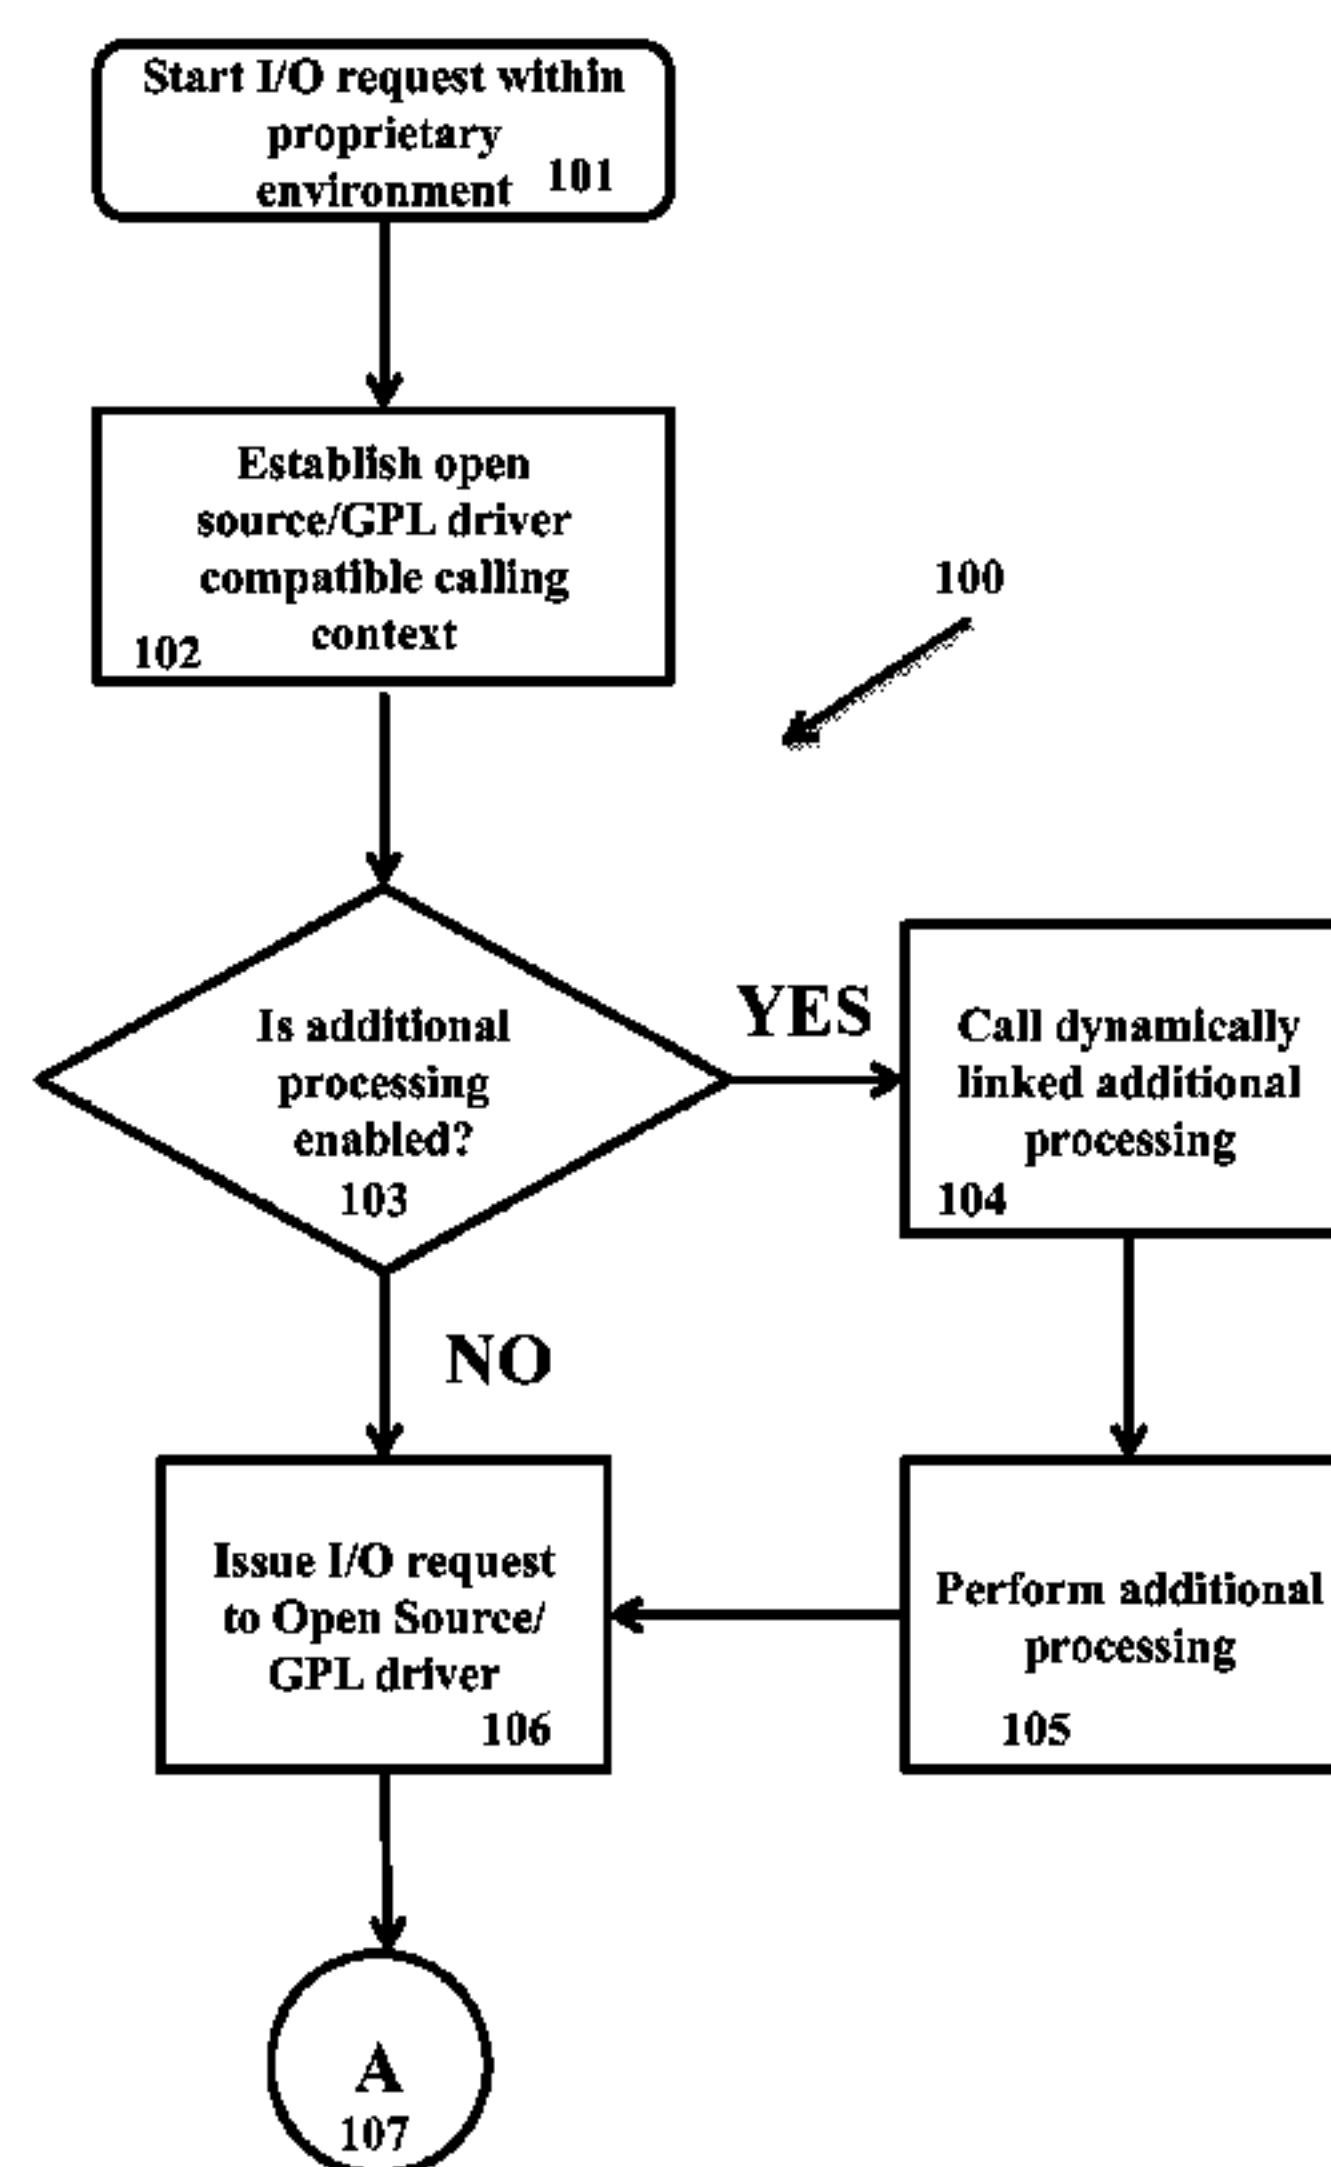 Start I/O request within
proprietary
environment 101
Establish open
source/GPL driver
compatible calling
context
102
100
Is additional
processing
enabled?
103
YES
Call dynamically
linked additional
processing
104
NO
Issue I/O request
to Open Source/
GPL driver
106
Perform additional
processing
105
A
107